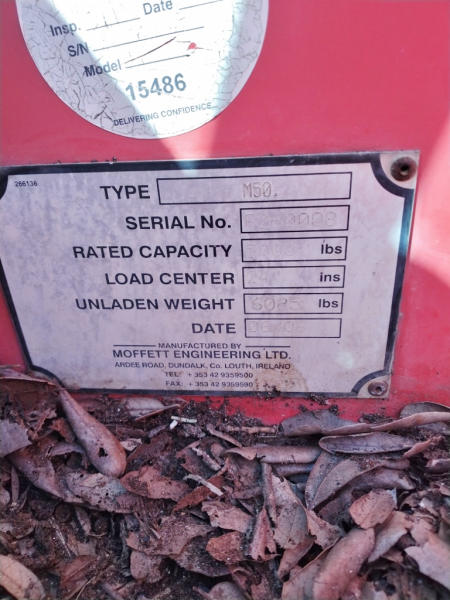 Insp. Date
S/N
Model
15486
DELIVERING CONFIDENCE
266136
TYPE M50.
SERIAL No.
RATED CAPACITY lbs
LOAD CENTER ins
UNLADEN WEIGHT lbs
DATE
MANUFACTURED BY
MOFFETT ENGINEERING LTD.
ARDEE ROAD, DUNDALK, Co. LOUTH, IRELAND
TEL: + 353 42 9359500
FAX: + 353 42 9359590